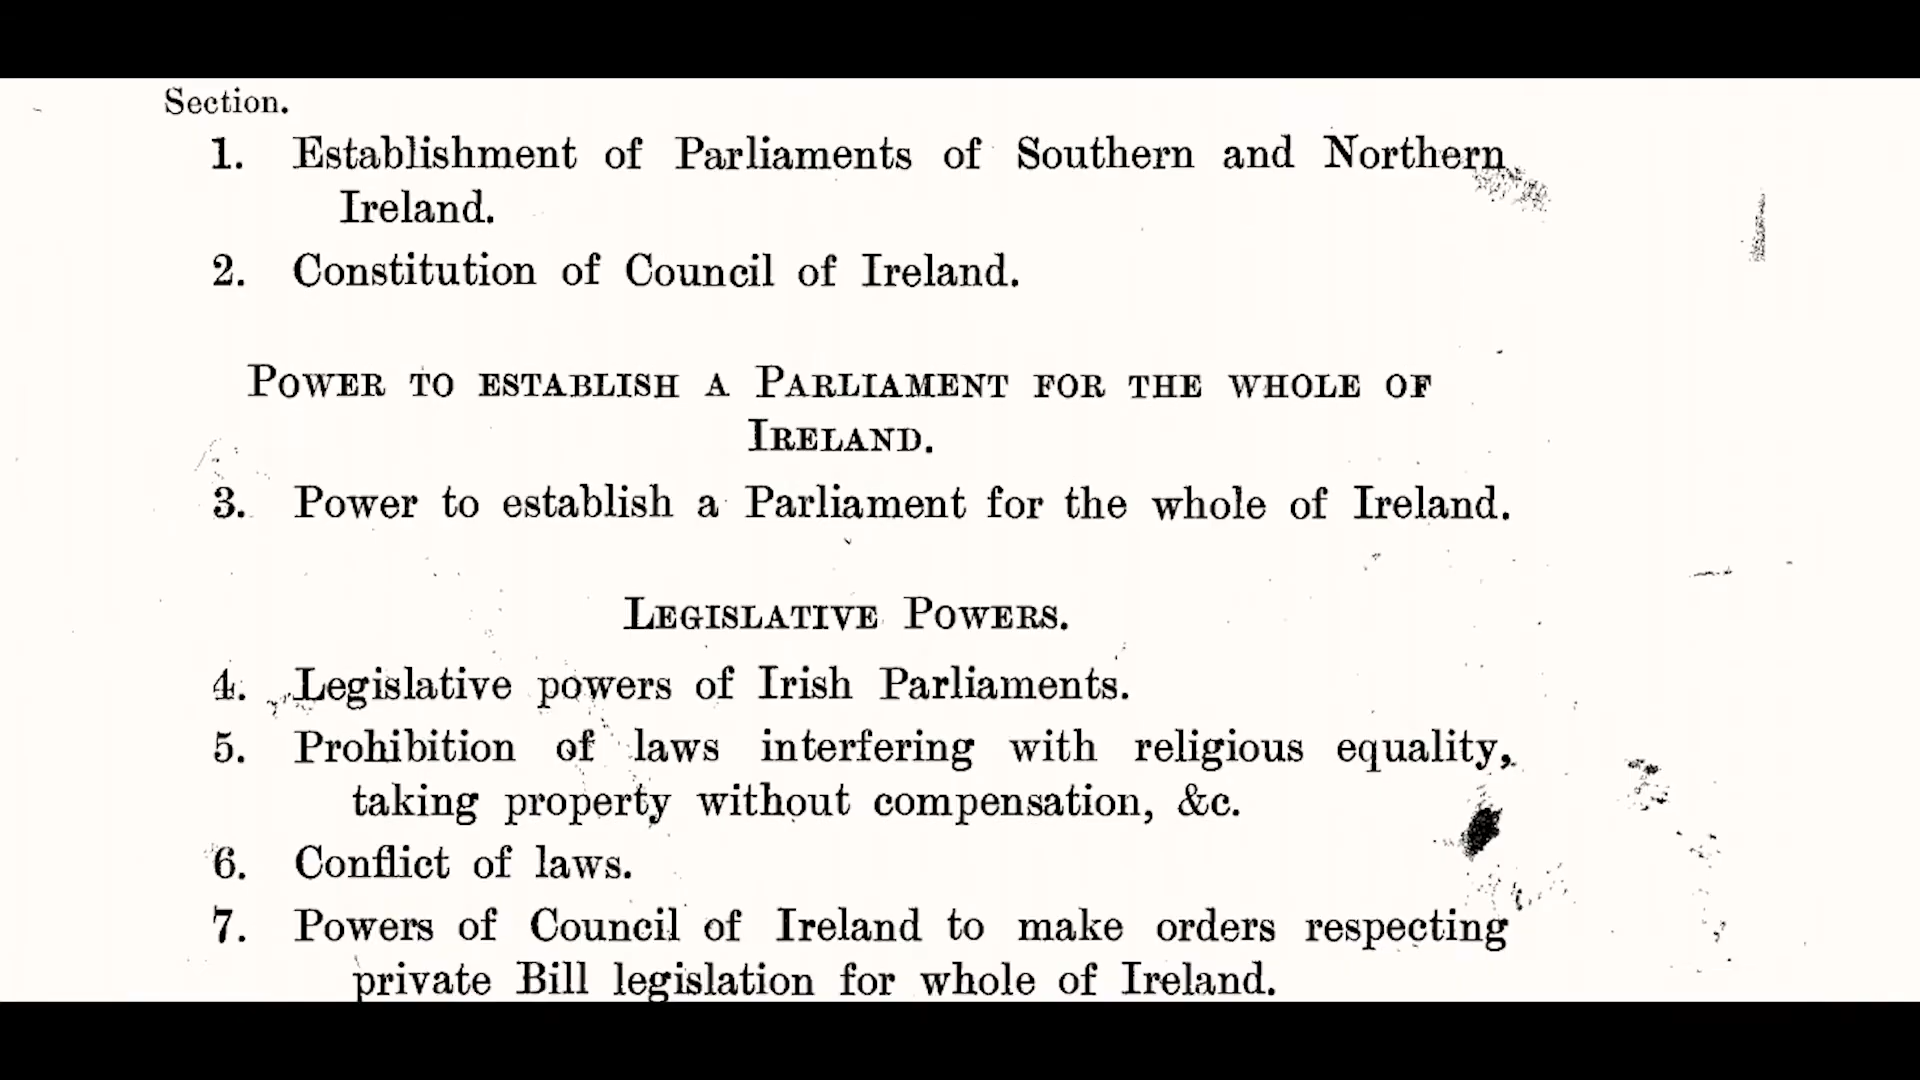 Section.
1. Establishment of Parliaments of Southern and Northern
Ireland.
2. Constitution of Council of Ireland.
POWER TO ESTABLISH A PARLIAMENT FOR THE WHOLE OF
IRELAND.
3. Power to establish a Parliament for the whole of Ireland.
LEGISLATIVE POWERS.
4. Legislative powers of Irish Parliaments.
5. Prohibition of laws interfering with religious equality,
taking property without compensation, &c.
6. Conflict of laws.
7. Powers of Council of Ireland to make orders respecting
private Bill legislation for whole of Ireland.